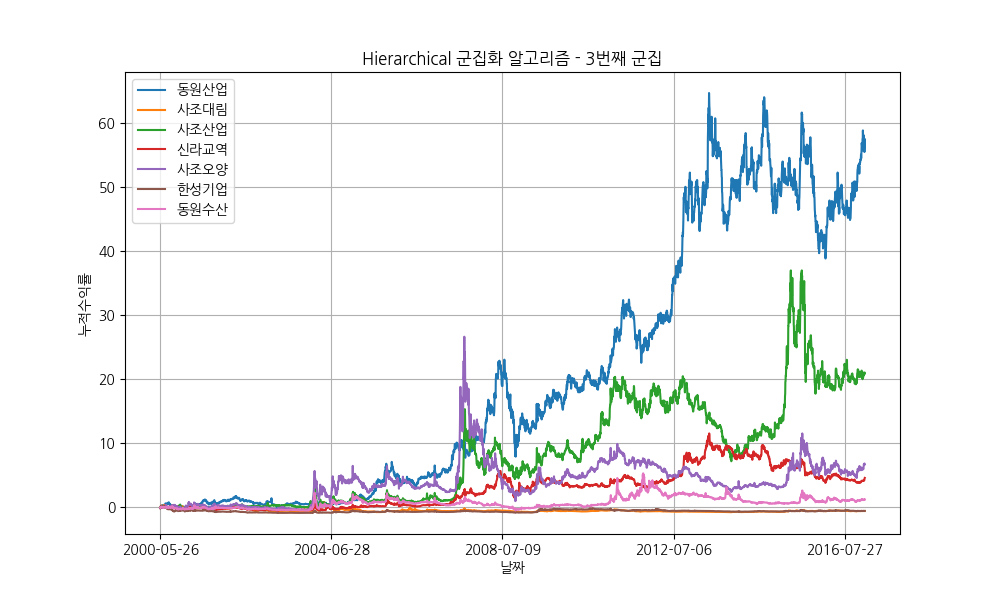 Hierarchical 군집화 알고리즘 - 3번째 군집
동원산업
사조대림
사조산업
신라교역
사조오양
한성기업
동원수산
누적수익률
60
50
40
30
20
10
0
2000-05-26
2004-06-28
2008-07-09
2012-07-06
2016-07-27
날짜